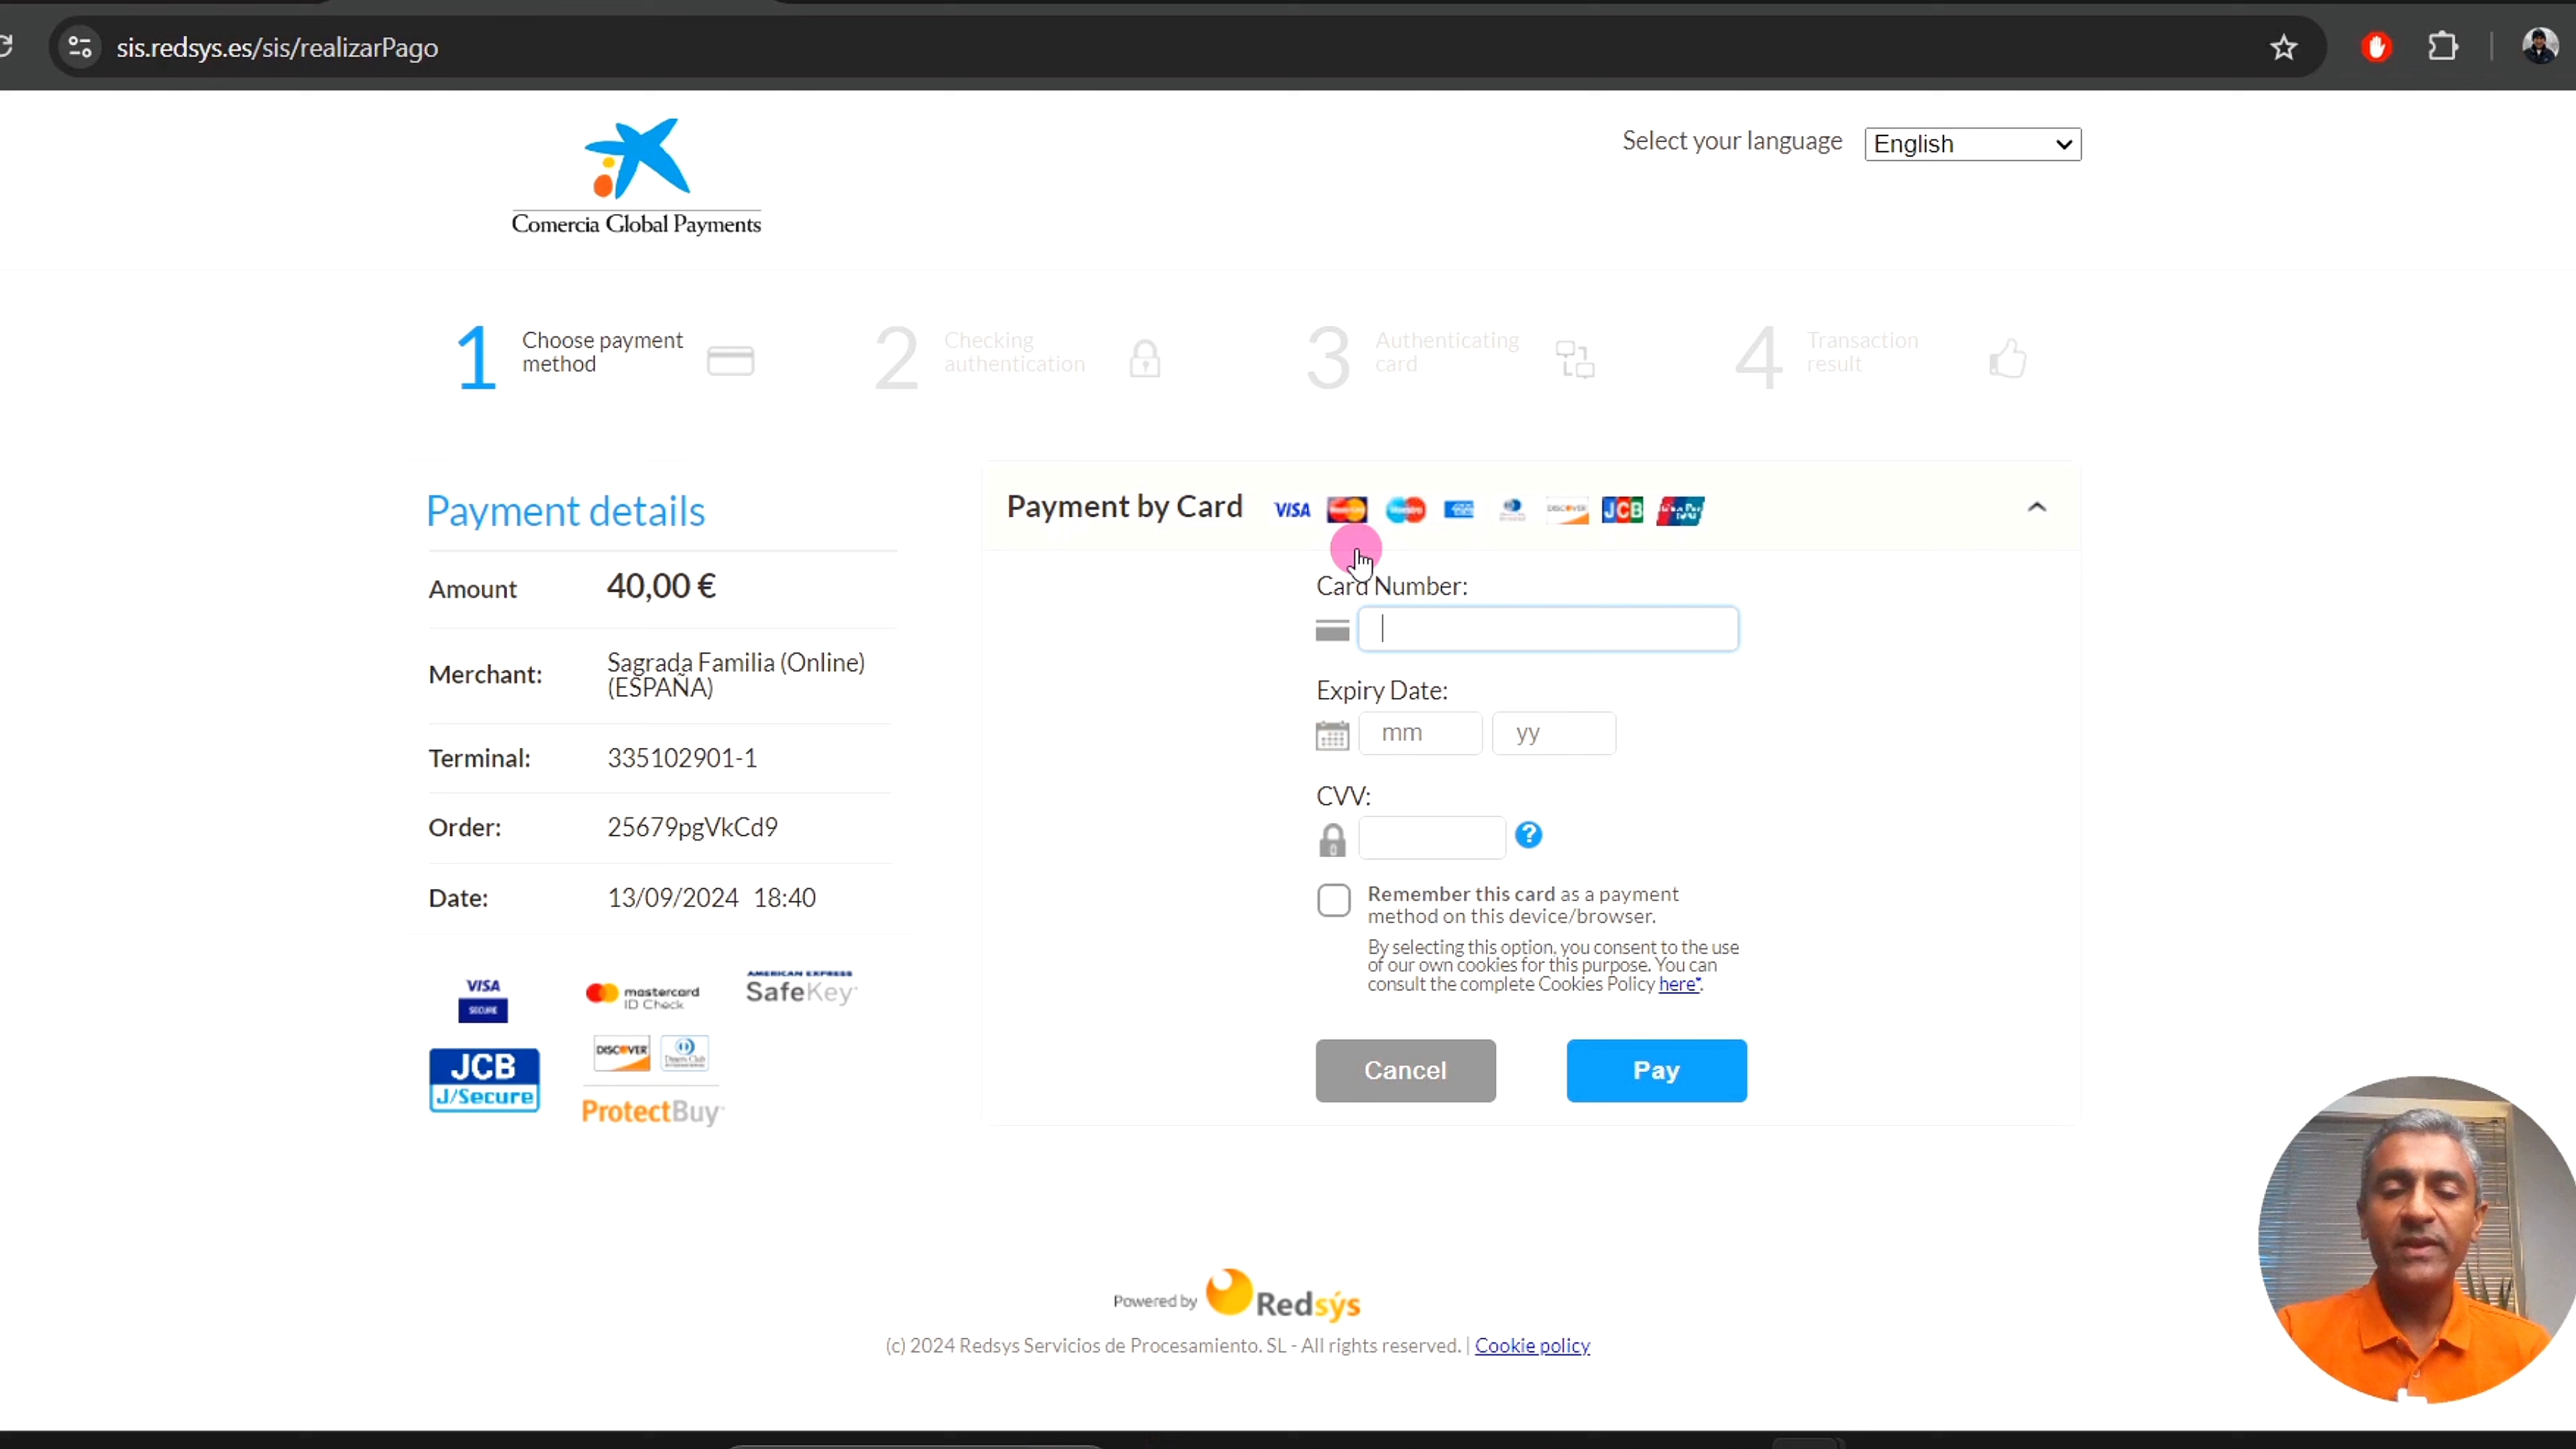 sis.redsys.es/sis/realizarPago
Comercia Global Payments
Select your language
English
1
Choose payment
method
2
Checking
authentication
3
Authenticating
card
4
Transaction
result
Payment details
Amount 40,00 €
Merchant: Sagrada Familia (Online)
(ESPAÑA)
Terminal: 335102901-1
Order: 25679pgVkCd9
Date: 13/09/2024 18:40
VISA
SECURE
mastercard
ID Check
AMERICAN EXPRESS
SafeKey
JCB
J/Secure
DISCOVER
Diners Club
ProtectBuy
Payment by Card
VISA
MasterCard
Maestro
DISCOVER
JCB
Card Number:
Expiry Date:
mm yy
CVV:
?
Remember this card as a payment
method on this device/browser.
By selecting this option, you consent to the use
of our own cookies for this purpose. You can
consult the complete Cookies Policy here*.
Cancel
Pay
Powered by Redsýs
(c) 2024 Redsys Servicios de Procesamiento. SL - All rights reserved. | Cookie policy